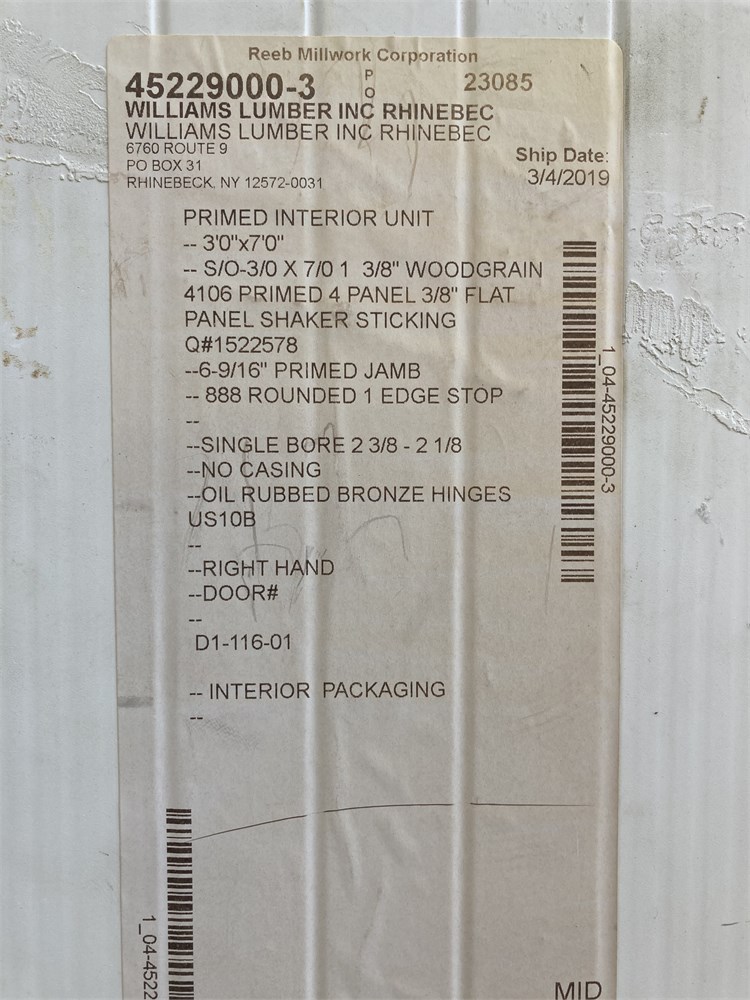 Reeb Millwork Corporation
45229000-3
PO
23085
WILLIAMS LUMBER INC RHINEBEC
WILLIAMS LUMBER INC RHINEBEC
6760 ROUTE 9
PO BOX 31
RHINEBECK, NY 12572-0031
Ship Date:
3/4/2019
PRIMED INTERIOR UNIT
-- 3'0"x7'0"
-- S/O-3/0 X 7/0 1 3/8" WOODGRAIN
4106 PRIMED 4 PANEL 3/8" FLAT
PANEL SHAKER STICKING
Q#1522578
--6-9/16" PRIMED JAMB
-- 888 ROUNDED 1 EDGE STOP
--
--SINGLE BORE 2 3/8 - 2 1/8
--NO CASING
--OIL RUBBED BRONZE HINGES
US10B
--
--RIGHT HAND
--DOOR#
--
D1-116-01
-- INTERIOR PACKAGING
--
1_04-45229000-3
1_04-4522
MID